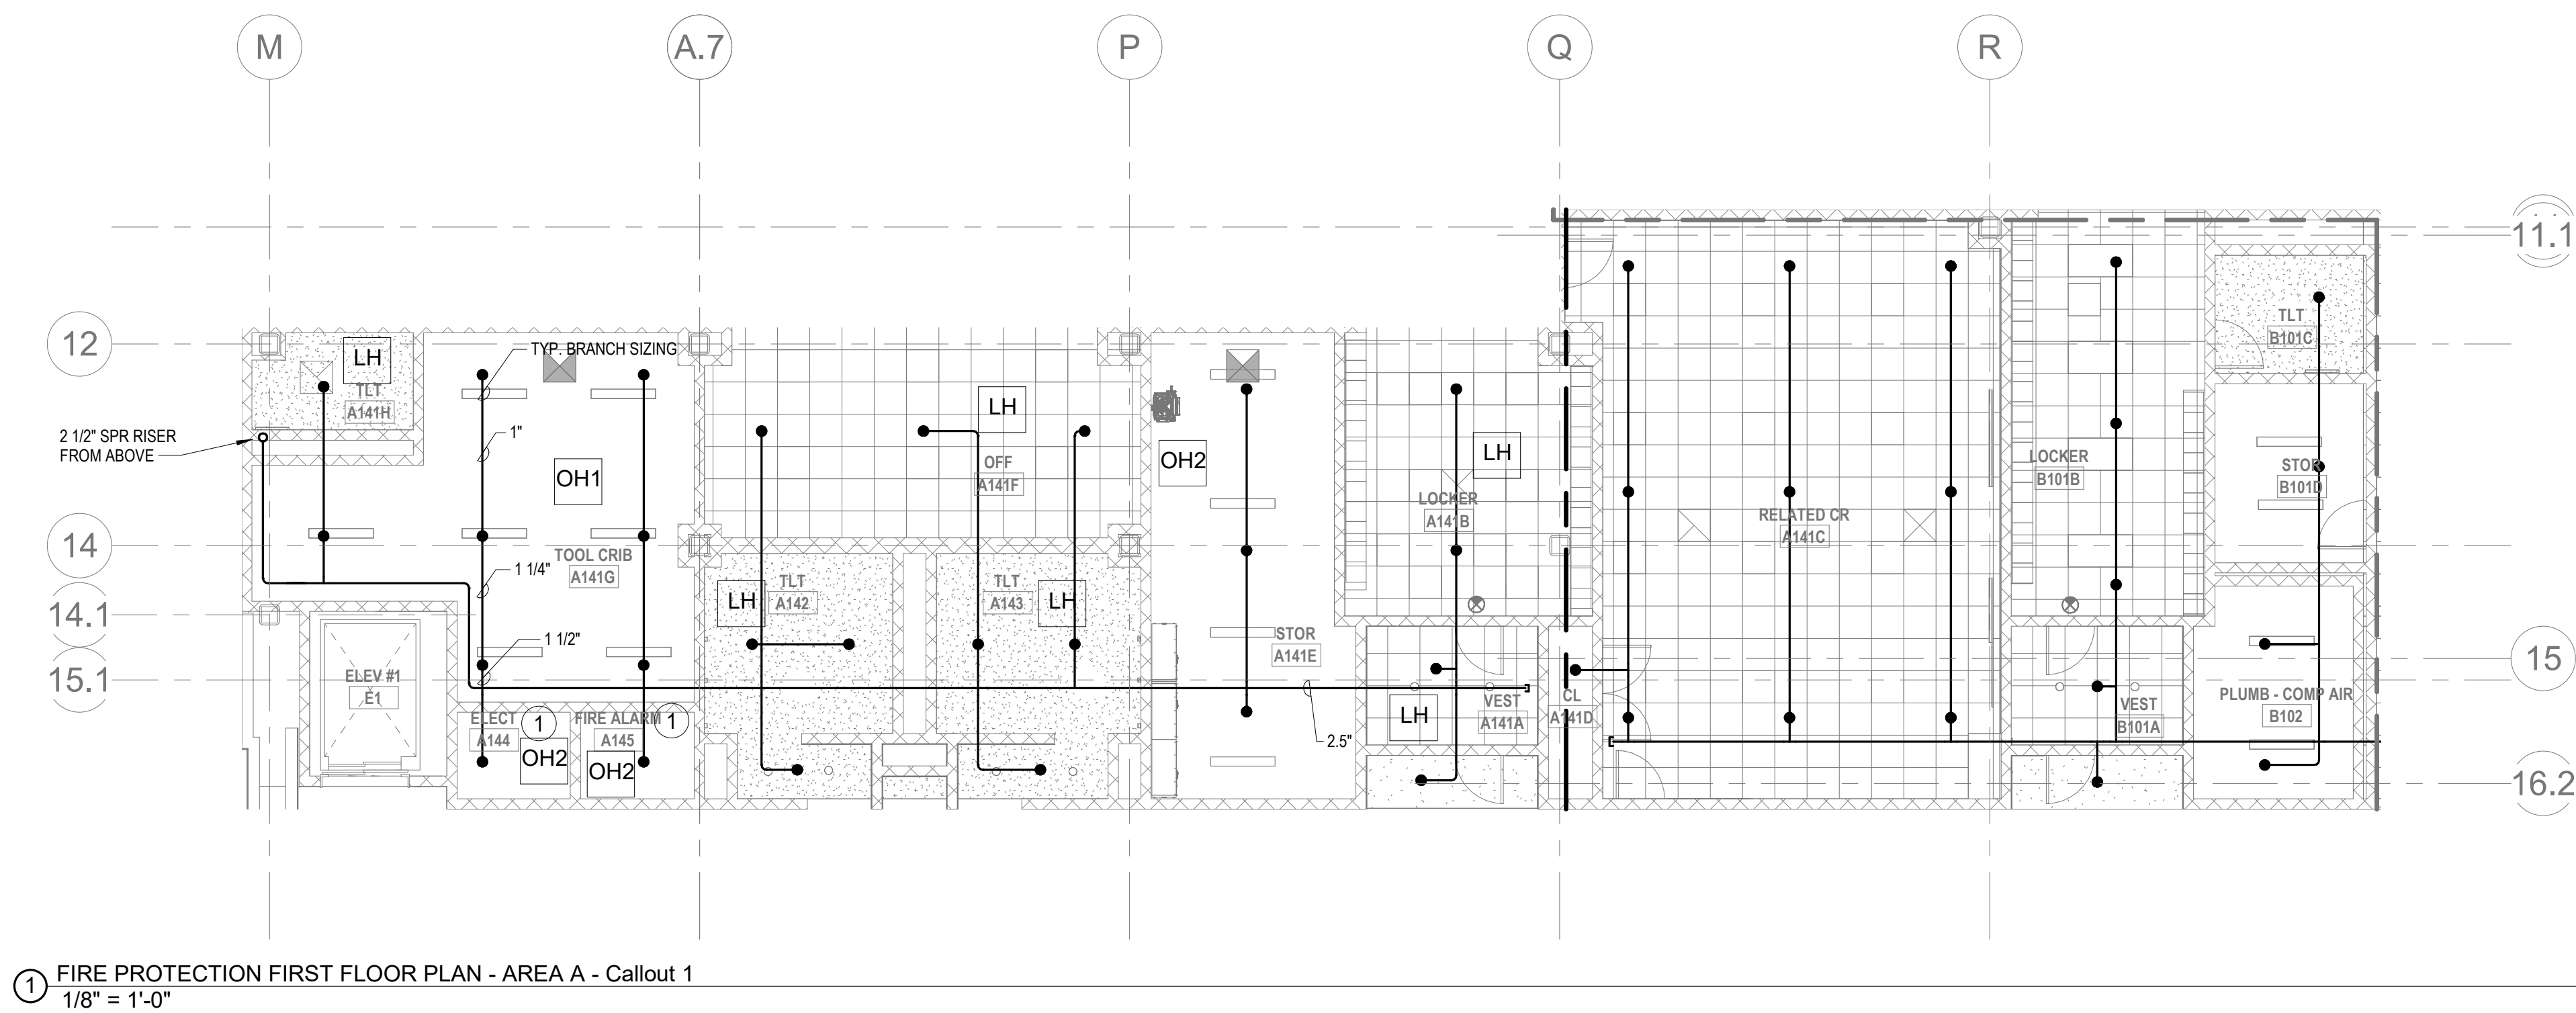 M
A.7
P
Q
R
11.1
12
LH
TLT
A141H
TYP. BRANCH SIZING
2 1/2" SPR RISER
FROM ABOVE
1"
OH1
LH
OFF
A141F
OH2
LH
LOCKER
A141B
RELATED CR
A141C
LOCKER
B101B
TLT
B101C
STOR
B101D
14
TOOL CRIB
A141G
1 1/4"
LH
TLT
A142
TLT
A143
LH
14.1
1 1/2"
STOR
A141E
15
15.1
ELEV #1
E1
ELECT
A144
1
OH2
FIRE ALARM
A145
1
OH2
2.5"
LH
VEST
A141A
CL
A141D
VEST
B101A
PLUMB - COMP AIR
B102
16.2
1
FIRE PROTECTION FIRST FLOOR PLAN - AREA A - Callout 1
1/8" = 1'-0"